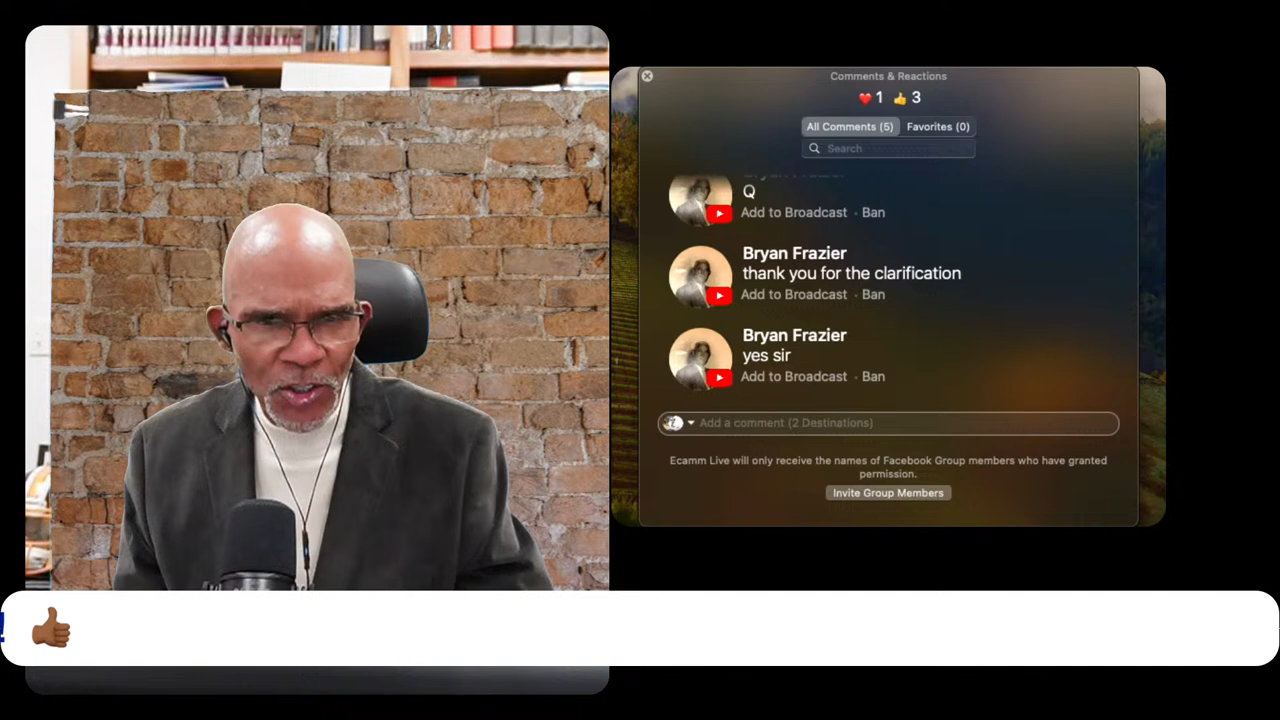 Comments & Reactions
1 3
All Comments (5) Favorites (0)
Search
Bryan Frazier
Q
Add to Broadcast · Ban
Bryan Frazier
thank you for the clarification
Add to Broadcast · Ban
Bryan Frazier
yes sir
Add to Broadcast · Ban
Add a comment (2 Destinations)
Ecamm Live will only receive the names of Facebook Group members who have granted
permission.
Invite Group Members